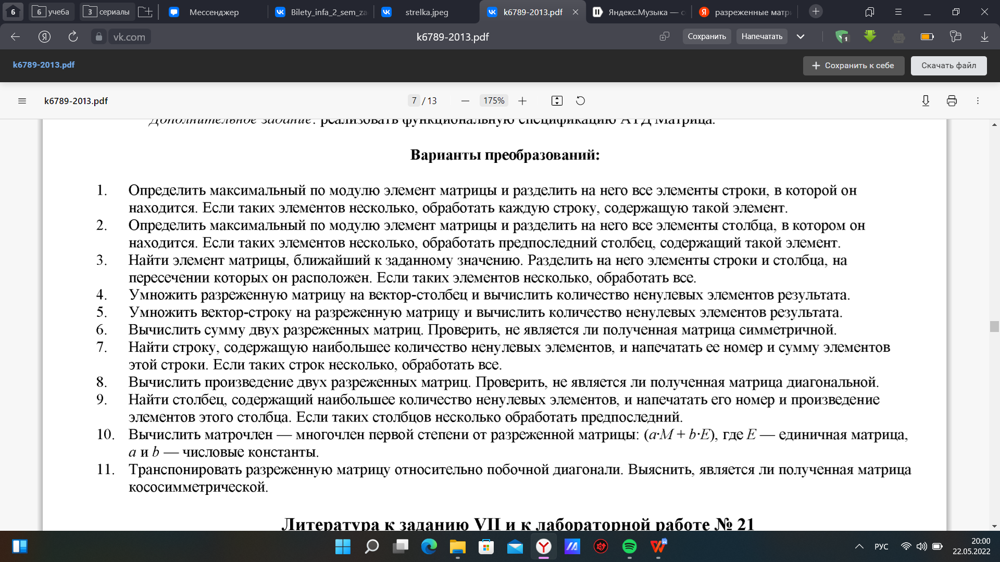 6
6 учеба
3 сериалы
Мессенджер
Bilety_infa_2_sem_za
strelka.jpeg
k6789-2013.pdf
Яндекс.Музыка — с
разреженные матр
vk.com
k6789-2013.pdf
Сохранить
Напечатать
1
k6789-2013.pdf
Сохранить к себе
Скачать файл
k6789-2013.pdf
7 / 13
175%
Дополнительное задание: реализовать функциональную спецификацию АТД Матрица.
Варианты преобразований:
1. Определить максимальный по модулю элемент матрицы и разделить на него все элементы строки, в которой он
находится. Если таких элементов несколько, обработать каждую строку, содержащую такой элемент.
2. Определить максимальный по модулю элемент матрицы и разделить на него все элементы столбца, в котором он
находится. Если таких элементов несколько, обработать предпоследний столбец, содержащий такой элемент.
3. Найти элемент матрицы, ближайший к заданному значению. Разделить на него элементы строки и столбца, на
пересечении которых он расположен. Если таких элементов несколько, обработать все.
4. Умножить разреженную матрицу на вектор-столбец и вычислить количество ненулевых элементов результата.
5. Умножить вектор-строку на разреженную матрицу и вычислить количество ненулевых элементов результата.
6. Вычислить сумму двух разреженных матриц. Проверить, не является ли полученная матрица симметричной.
7. Найти строку, содержащую наибольшее количество ненулевых элементов, и напечатать ее номер и сумму элементов
этой строки. Если таких строк несколько, обработать все.
8. Вычислить произведение двух разреженных матриц. Проверить, не является ли полученная матрица диагональной.
9. Найти столбец, содержащий наибольшее количество ненулевых элементов, и напечатать его номер и произведение
элементов этого столбца. Если таких столбцов несколько обработать предпоследний.
10. Вычислить матрочлен — многочлен первой степени от разреженной матрицы: (a·M + b·E), где E — единичная матрица,
a и b — числовые константы.
11. Транспонировать разреженную матрицу относительно побочной диагонали. Выяснить, является ли полученная матрица
кососимметрической.
Литература к заданию VII и к лабораторной работе № 21
РУС
20:00
22.05.2022